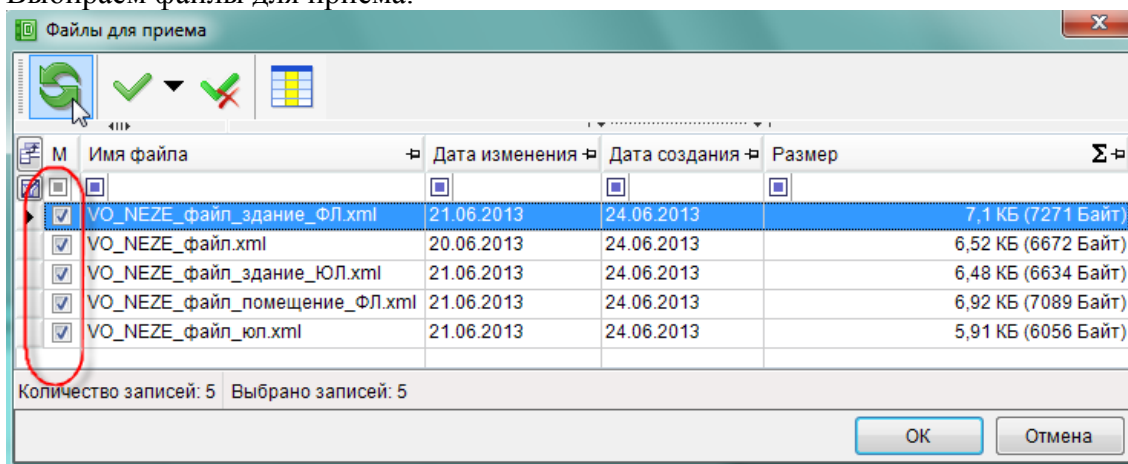 Выбираем файлы для приема:
Файлы для приема
М Имя файла Дата изменения Дата создания Размер Σ
VO_NEZE_файл_здание_ФЛ.xml 21.06.2013 24.06.2013 7,1 КБ (7271 Байт)
VO_NEZE_файл.xml 20.06.2013 24.06.2013 6,52 КБ (6672 Байт)
VO_NEZE_файл_здание_ЮЛ.xml 21.06.2013 24.06.2013 6,48 КБ (6634 Байт)
VO_NEZE_файл_помещение_ФЛ.xml 21.06.2013 24.06.2013 6,92 КБ (7089 Байт)
VO_NEZE_файл_юл.xml 21.06.2013 24.06.2013 5,91 КБ (6056 Байт)
Количество записей: 5 Выбрано записей: 5
ОК Отмена